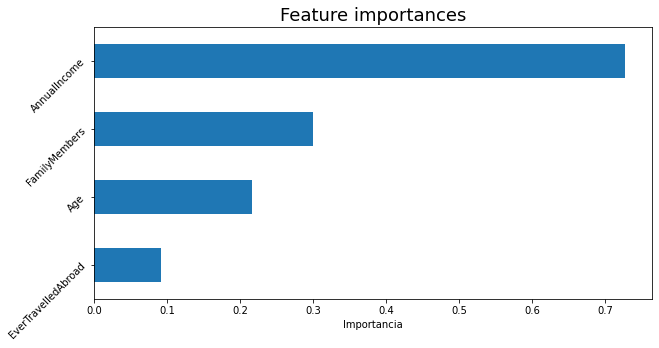 Feature importances
AnnualIncome
FamilyMembers
Age
EverTravelledAbroad
0.0 0.1 0.2 0.3 0.4 0.5 0.6 0.7
Importancia